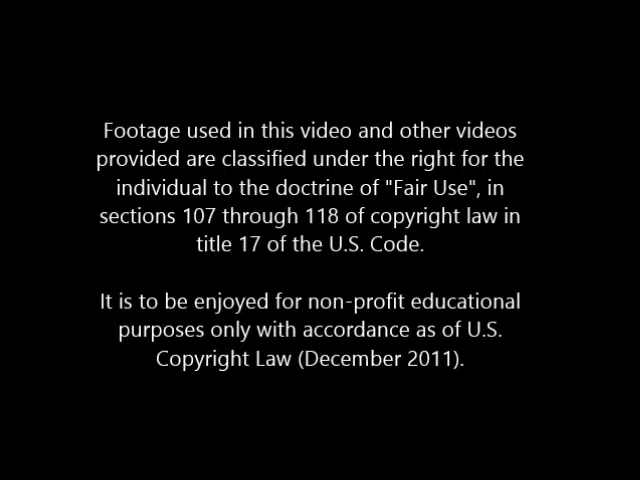 Footage used in this video and other videos
provided are classified under the right for the
individual to the doctrine of "Fair Use", in
sections 107 through 118 of copyright law in
title 17 of the U.S. Code.
It is to be enjoyed for non-profit educational
purposes only with accordance as of U.S.
Copyright Law (December 2011).